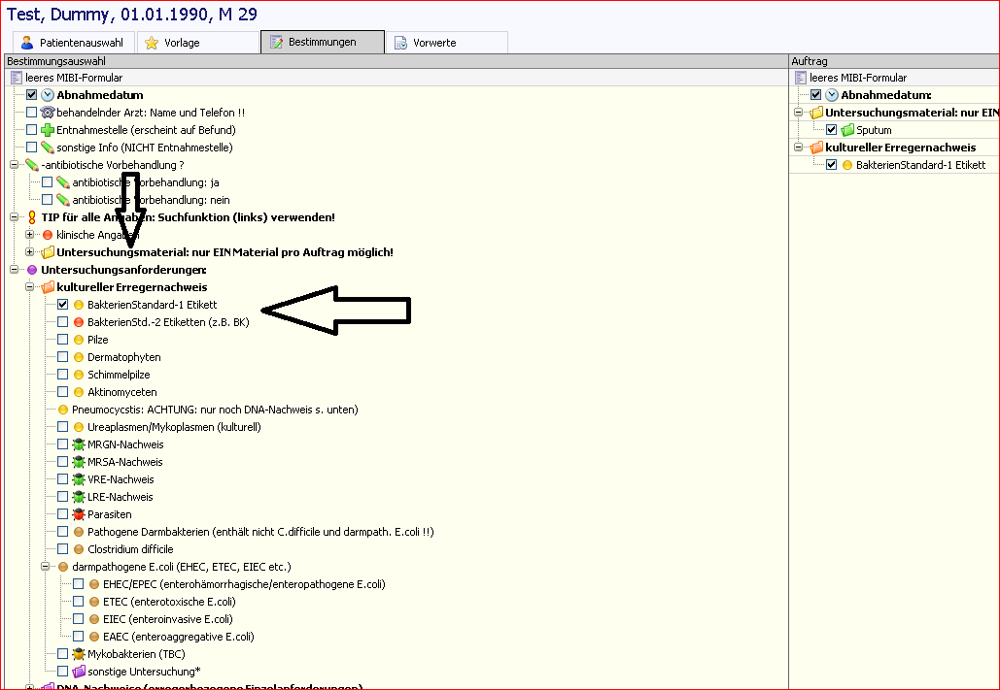 Test, Dummy, 01.01.1990, M 29
Patientenauswahl Vorlage Bestimmungen Vorwerte
Bestimmungsauswahl
leeres MIBI-Formular
Abnahmedatum
behandelnder Arzt: Name und Telefon !!
Entnahmestelle (erscheint auf Befund)
sonstige Info (NICHT Entnahmestelle)
-antibiotische Vorbehandlung ?
antibiotische Vorbehandlung: ja
antibiotische Vorbehandlung: nein
TIP für alle Angaben: Suchfunktion (links) verwenden!
klinische Angaben
Untersuchungsmaterial: nur EIN Material pro Auftrag möglich!
Untersuchungsanforderungen:
kultureller Erregernachweis
BakterienStandard-1 Etikett
BakterienStd.-2 Etiketten (z.B. BK)
Pilze
Dermatophyten
Schimmelpilze
Aktinomyceten
Pneumocycstis: ACHTUNG: nur noch DNA-Nachweis s. unten)
Ureaplasmen/Mykoplasmen (kulturell)
MRGN-Nachweis
MRSA-Nachweis
VRE-Nachweis
LRE-Nachweis
Parasiten
Pathogene Darmbakterien (enthält nicht C.difficile und darmpath. E.coli !!)
Clostridium difficile
darmpathogene E.coli (EHEC, ETEC, EIEC etc.)
EHEC/EPEC (enterohämorrhagische/enteropathogene E.coli)
ETEC (enterotoxische E.coli)
EIEC (enteroinvasive E.coli)
EAEC (enteroaggregative E.coli)
Mykobakterien (TBC)
sonstige Untersuchung*
DNA-Nachweise (erregerbezogene Einzelanforderungen)
Auftrag
leeres MIBI-Formular
Abnahmedatum:
Untersuchungsmaterial: nur EIN
Sputum
kultureller Erregernachweis
BakterienStandard-1 Etikett